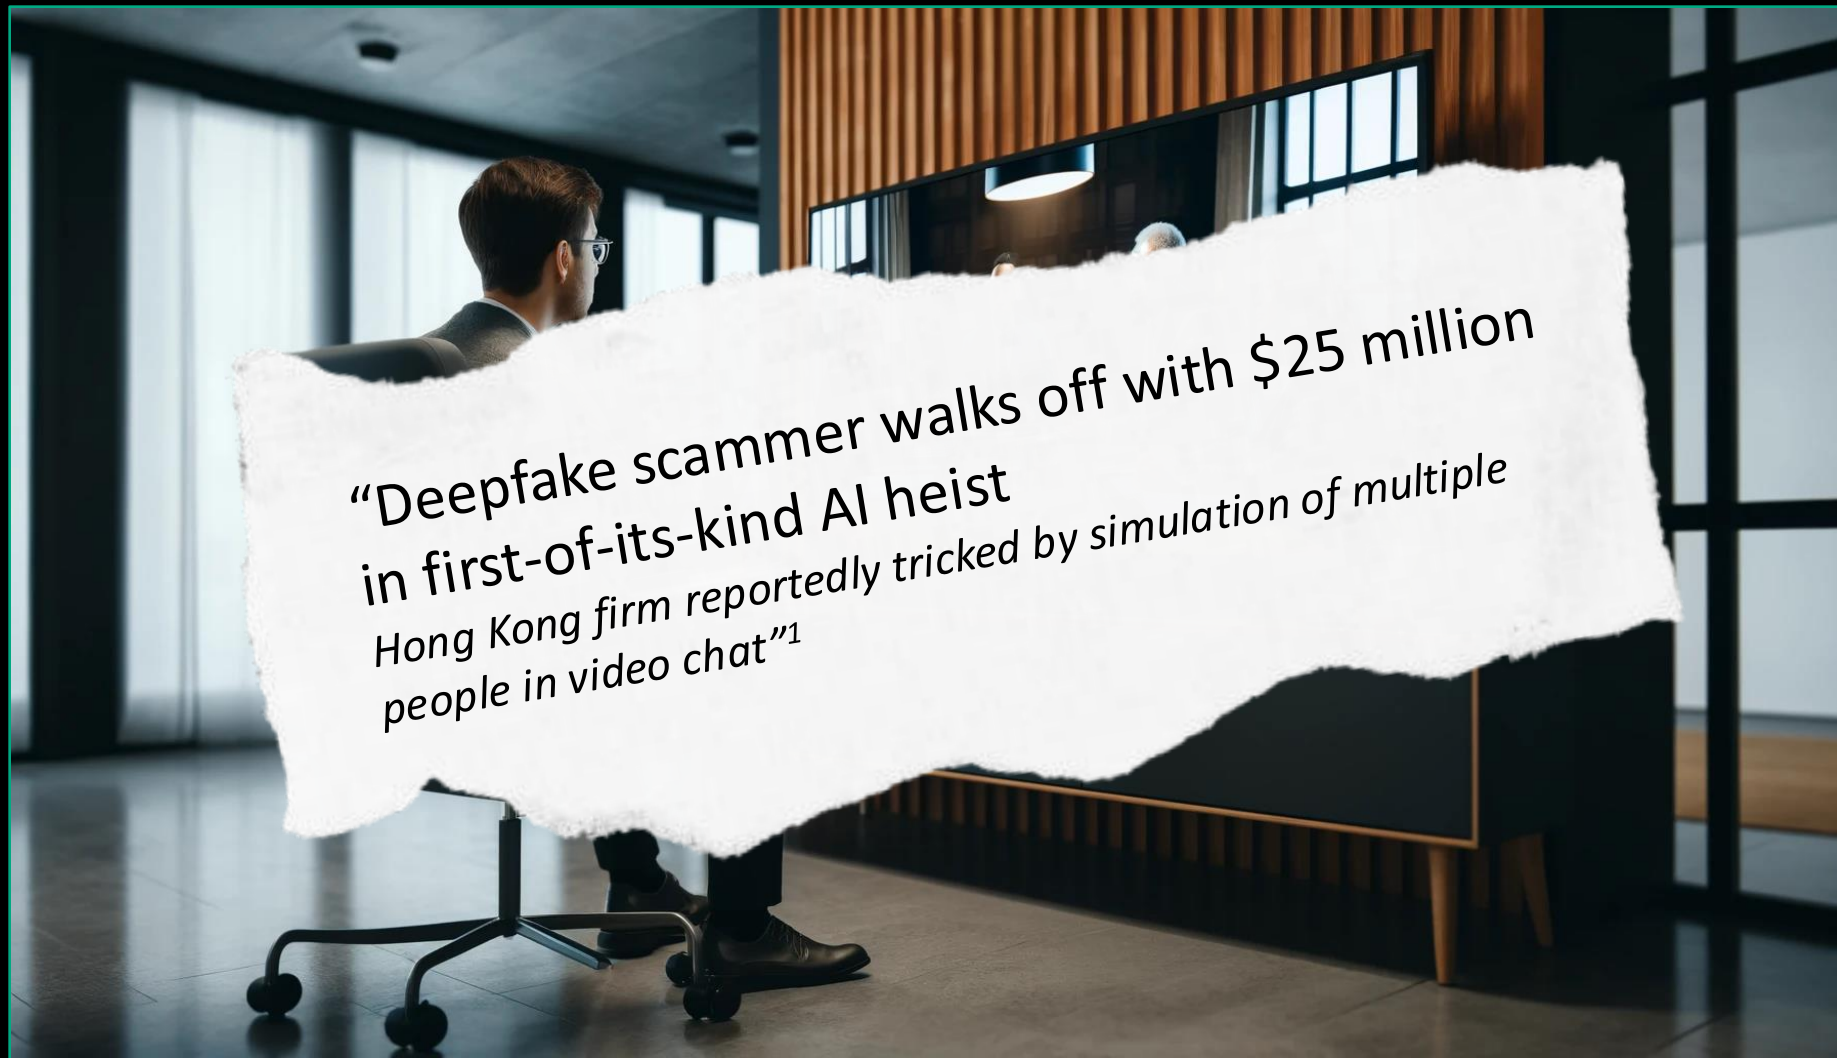 “Deepfake scammer walks off with $25 million
in first-of-its-kind AI heist
Hong Kong firm reportedly tricked by simulation of multiple
people in video chat”1